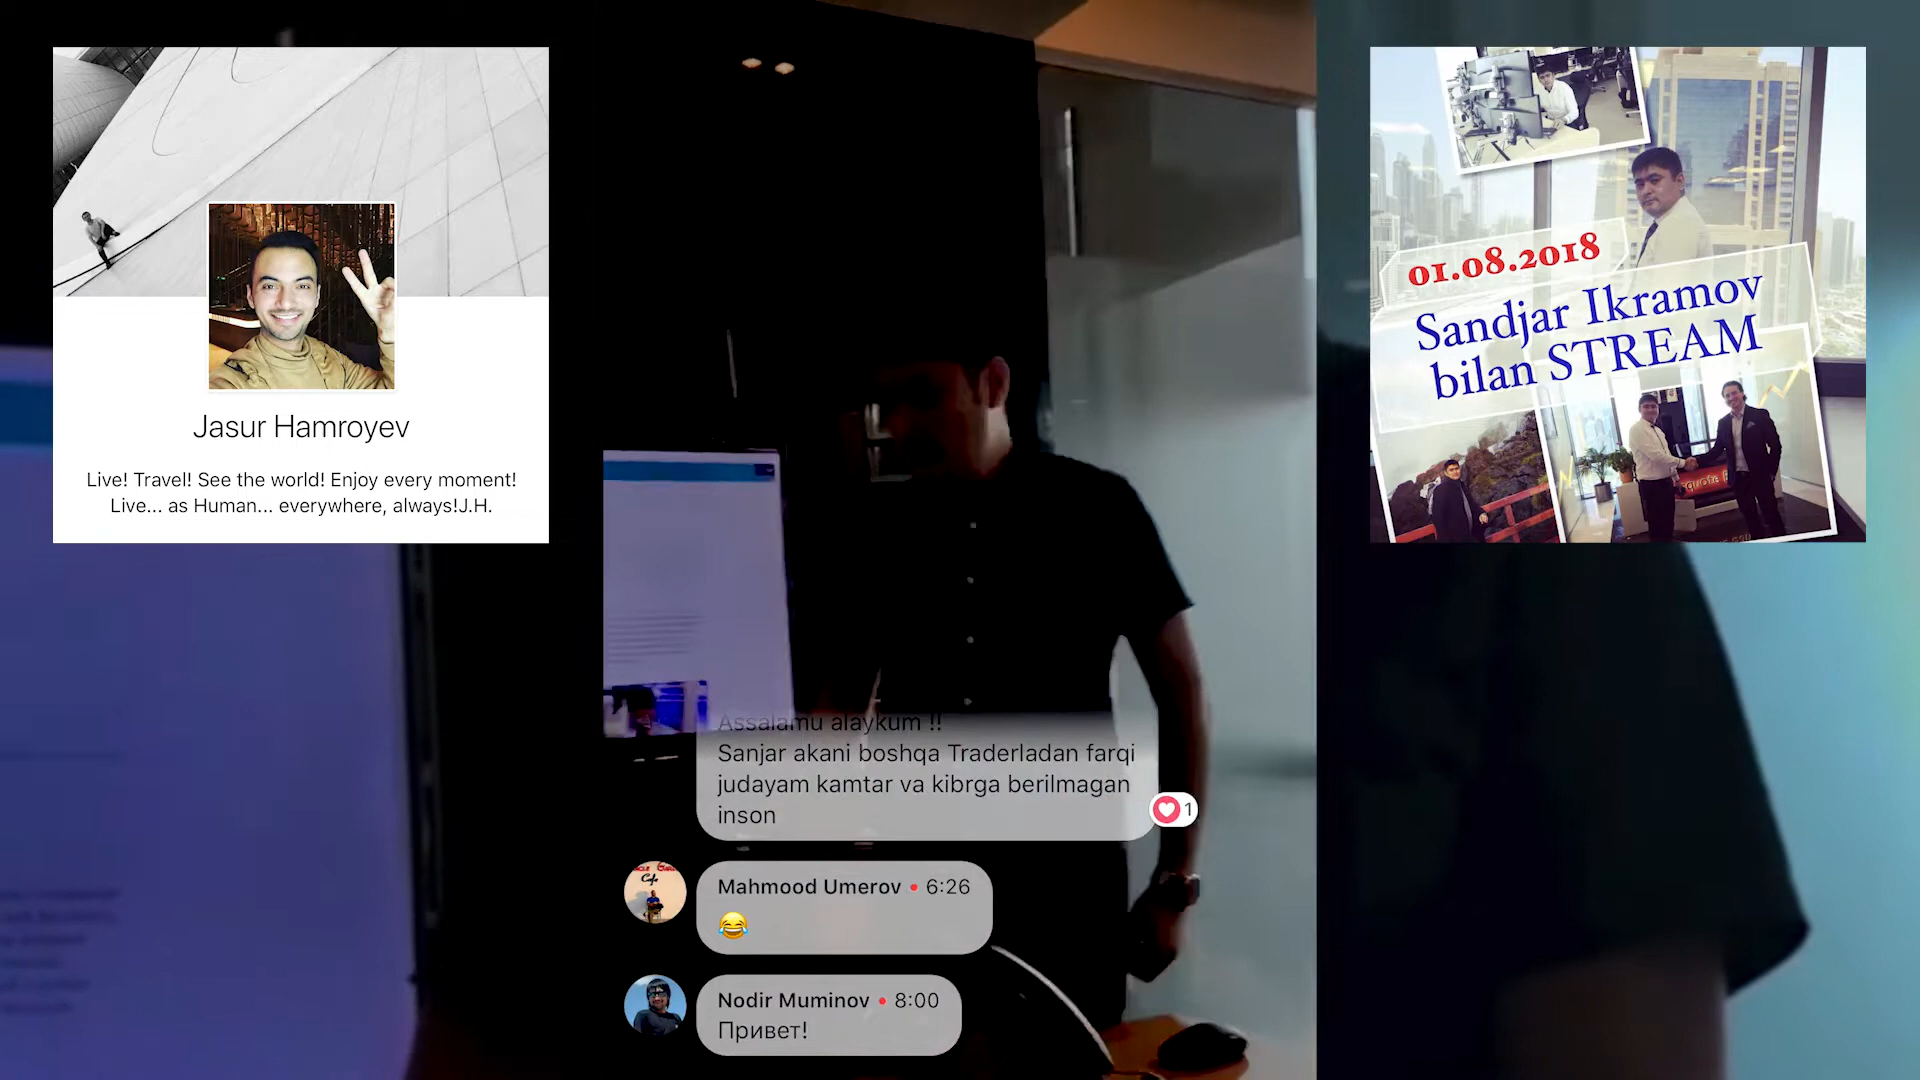 Jasur Hamroyev
Live! Travel! See the world! Enjoy every moment!
Live... as Human... everywhere, always!J.H.
01.08.2018
Sandjar Ikramov
bilan STREAM
Assalamu alaykum !!
Sanjar akani boshqa Traderladan farqi
judayam kamtar va kibrga berilmagan
inson
1
Mahmood Umerov • 6:26
😂
Nodir Muminov • 8:00
Привет!
Cafe